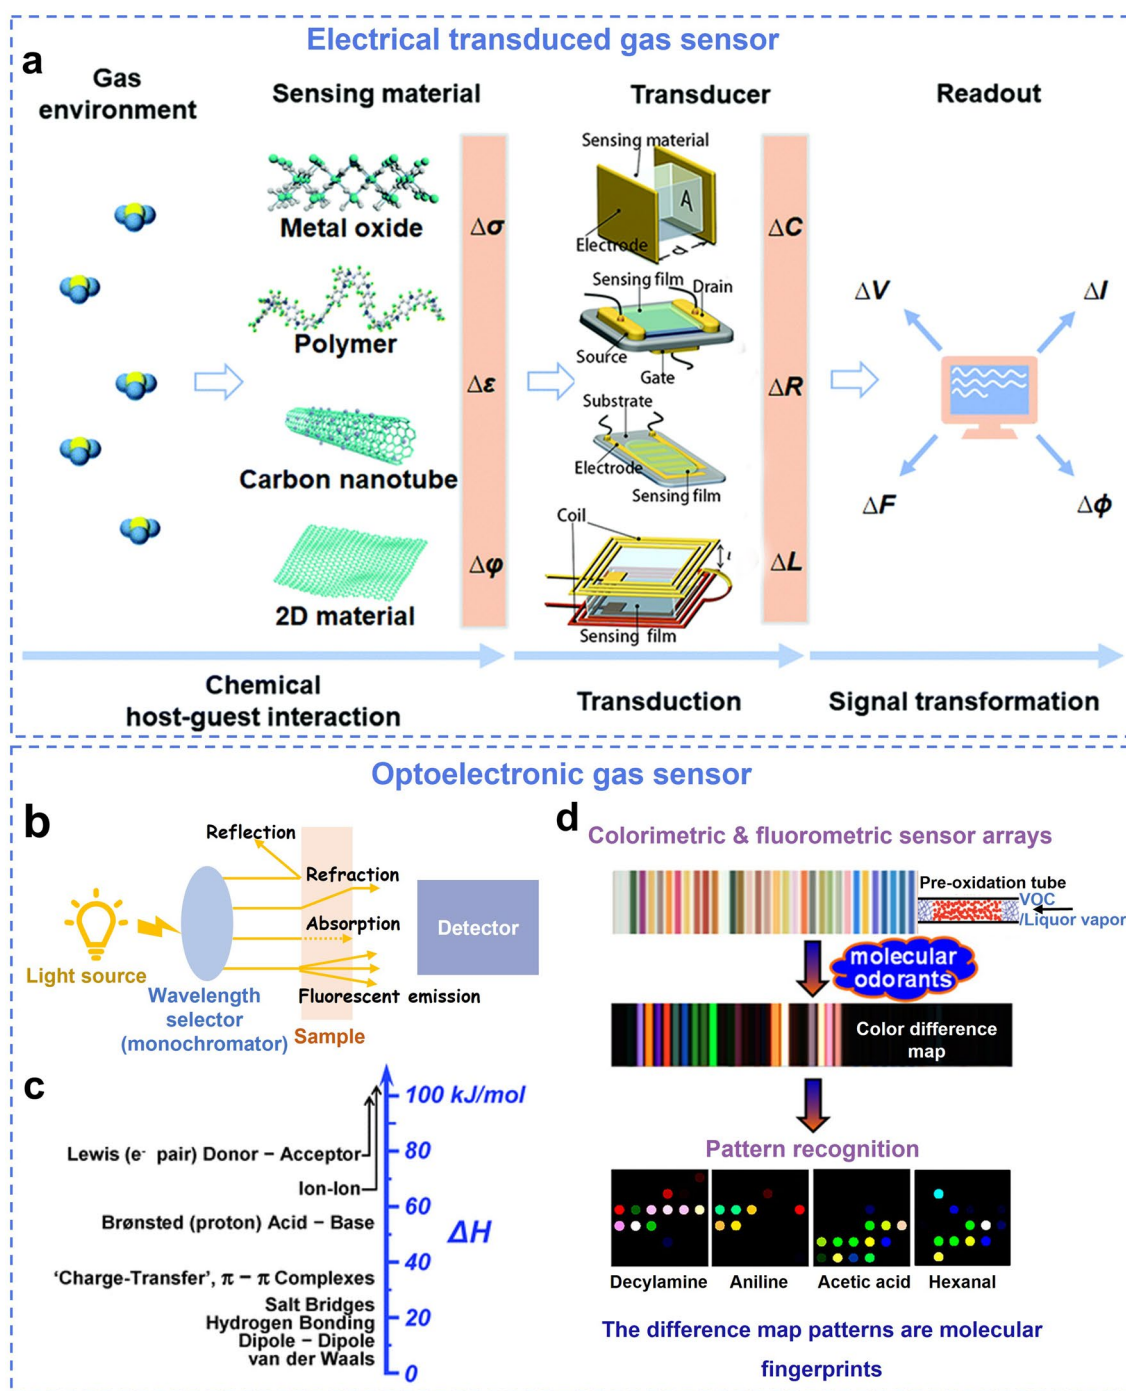 Electrical transduced gas sensor
a
Gas
environment
Sensing material
Transducer
Readout
Metal oxide
Polymer
Carbon nanotube
2D material
Δσ
Δε
Δφ
Sensing material
A
Electrode
d
Sensing film
Drain
Source
Gate
Substrate
Electrode
Sensing film
Coil
l
Sensing film
ΔC
ΔR
ΔL
ΔV
ΔI
ΔF
Δϕ
Chemical
host-guest interaction
Transduction
Signal transformation
Optoelectronic gas sensor
b
Reflection
Refraction
Absorption
Fluorescent emission
Light source
Wavelength
selector
(monochromator)
Sample
Detector
c
100 kJ/mol
80
60
40
20
0
ΔH
Lewis (e- pair) Donor – Acceptor
Ion-Ion
Brønsted (proton) Acid – Base
'Charge-Transfer', π – π Complexes
Salt Bridges
Hydrogen Bonding
Dipole – Dipole
van der Waals
d
Colorimetric & fluorometric sensor arrays
Pre-oxidation tube
VOC
/Liquor vapor
molecular
odorants
Color difference
map
Pattern recognition
Decylamine
Aniline
Acetic acid
Hexanal
The difference map patterns are molecular
fingerprints